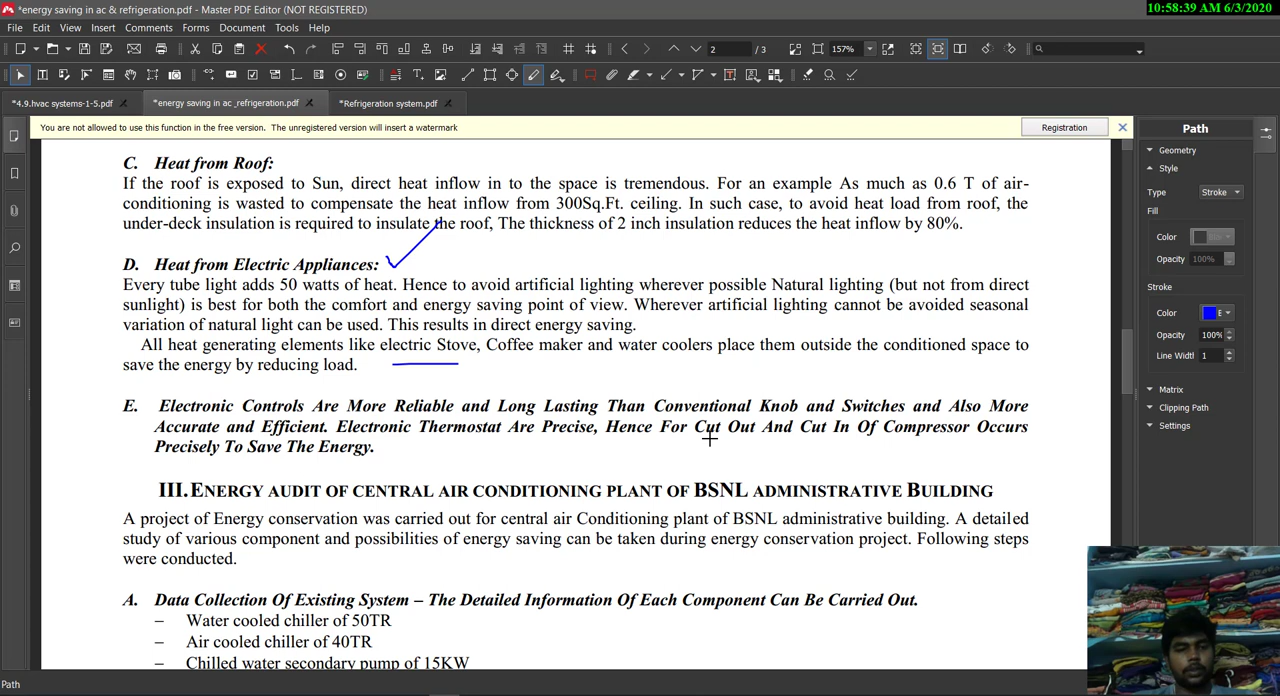 *energy saving in ac & refrigeration.pdf - Master PDF Editor (NOT REGISTERED)
10:58:39 AM 6/3/2020
File Edit View Insert Comments Forms Document Tools Help
2 / 3 157%
*4.9.hvac systems-1-5.pdf *energy saving in ac _refrigeration.pdf *Refrigeration system.pdf
You are not allowed to use this function in the free version. The unregistered version will insert a watermark
Registration
C. Heat from Roof:
If the roof is exposed to Sun, direct heat inflow in to the space is tremendous. For an example As much as 0.6 T of air-
conditioning is wasted to compensate the heat inflow from 300Sq.Ft. ceiling. In such case, to avoid heat load from roof, the
under-deck insulation is required to insulate the roof, The thickness of 2 inch insulation reduces the heat inflow by 80%.
D. Heat from Electric Appliances:
Every tube light adds 50 watts of heat. Hence to avoid artificial lighting wherever possible Natural lighting (but not from direct
sunlight) is best for both the comfort and energy saving point of view. Wherever artificial lighting cannot be avoided seasonal
variation of natural light can be used. This results in direct energy saving.
All heat generating elements like electric Stove, Coffee maker and water coolers place them outside the conditioned space to
save the energy by reducing load.
E. Electronic Controls Are More Reliable and Long Lasting Than Conventional Knob and Switches and Also More
Accurate and Efficient. Electronic Thermostat Are Precise, Hence For Cut Out And Cut In Of Compressor Occurs
Precisely To Save The Energy.
III. ENERGY AUDIT OF CENTRAL AIR CONDITIONING PLANT OF BSNL ADMINISTRATIVE BUILDING
A project of Energy conservation was carried out for central air Conditioning plant of BSNL administrative building. A detailed
study of various component and possibilities of energy saving can be taken during energy conservation project. Following steps
were conducted.
A. Data Collection Of Existing System – The Detailed Information Of Each Component Can Be Carried Out.
– Water cooled chiller of 50TR
– Air cooled chiller of 40TR
– Chilled water secondary pump of 15KW
Path
Geometry
Style
Type Stroke
Fill
Color
Opacity 100%
Stroke
Color
Opacity 100%
Line Widtl 1
Matrix
Clipping Path
Settings
Path